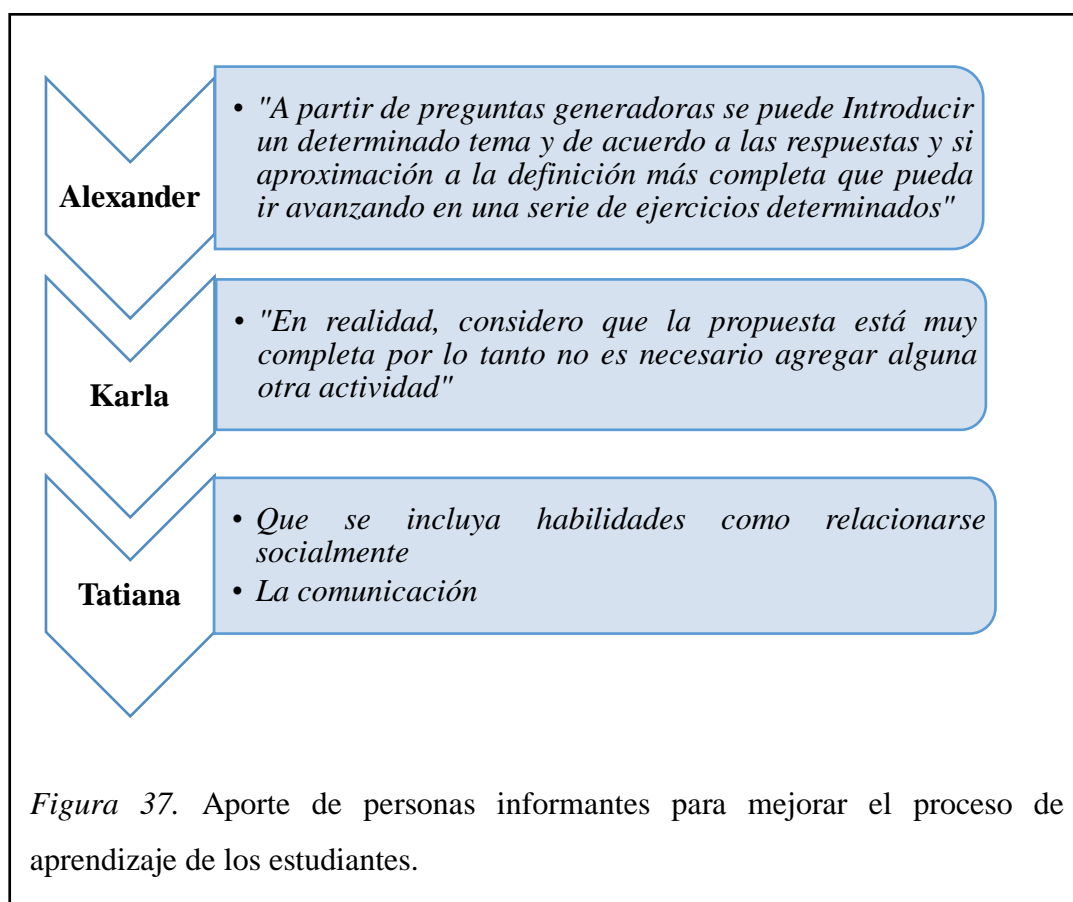 Alexander
• "A partir de preguntas generadoras se puede Introducir
un determinado tema y de acuerdo a las respuestas y si
aproximación a la definición más completa que pueda
ir avanzando en una serie de ejercicios determinados"
Karla
• "En realidad, considero que la propuesta está muy
completa por lo tanto no es necesario agregar alguna
otra actividad"
Tatiana
• Que se incluya habilidades como relacionarse
socialmente
• La comunicación
Figura 37. Aporte de personas informantes para mejorar el proceso de
aprendizaje de los estudiantes.